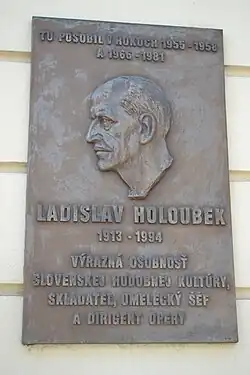 TU PÔSOBIL V ROKOCH 1955-1958
A 1966-1981
LADISLAV HOLOUBEK
1913 - 1994
VÝRAZNÁ OSOBNOSŤ
SLOVENSKEJ HUDOBNEJ KULTÚRY,
SKLADATEĽ, UMELECKÝ ŠÉF
A DIRIGENT OPERY